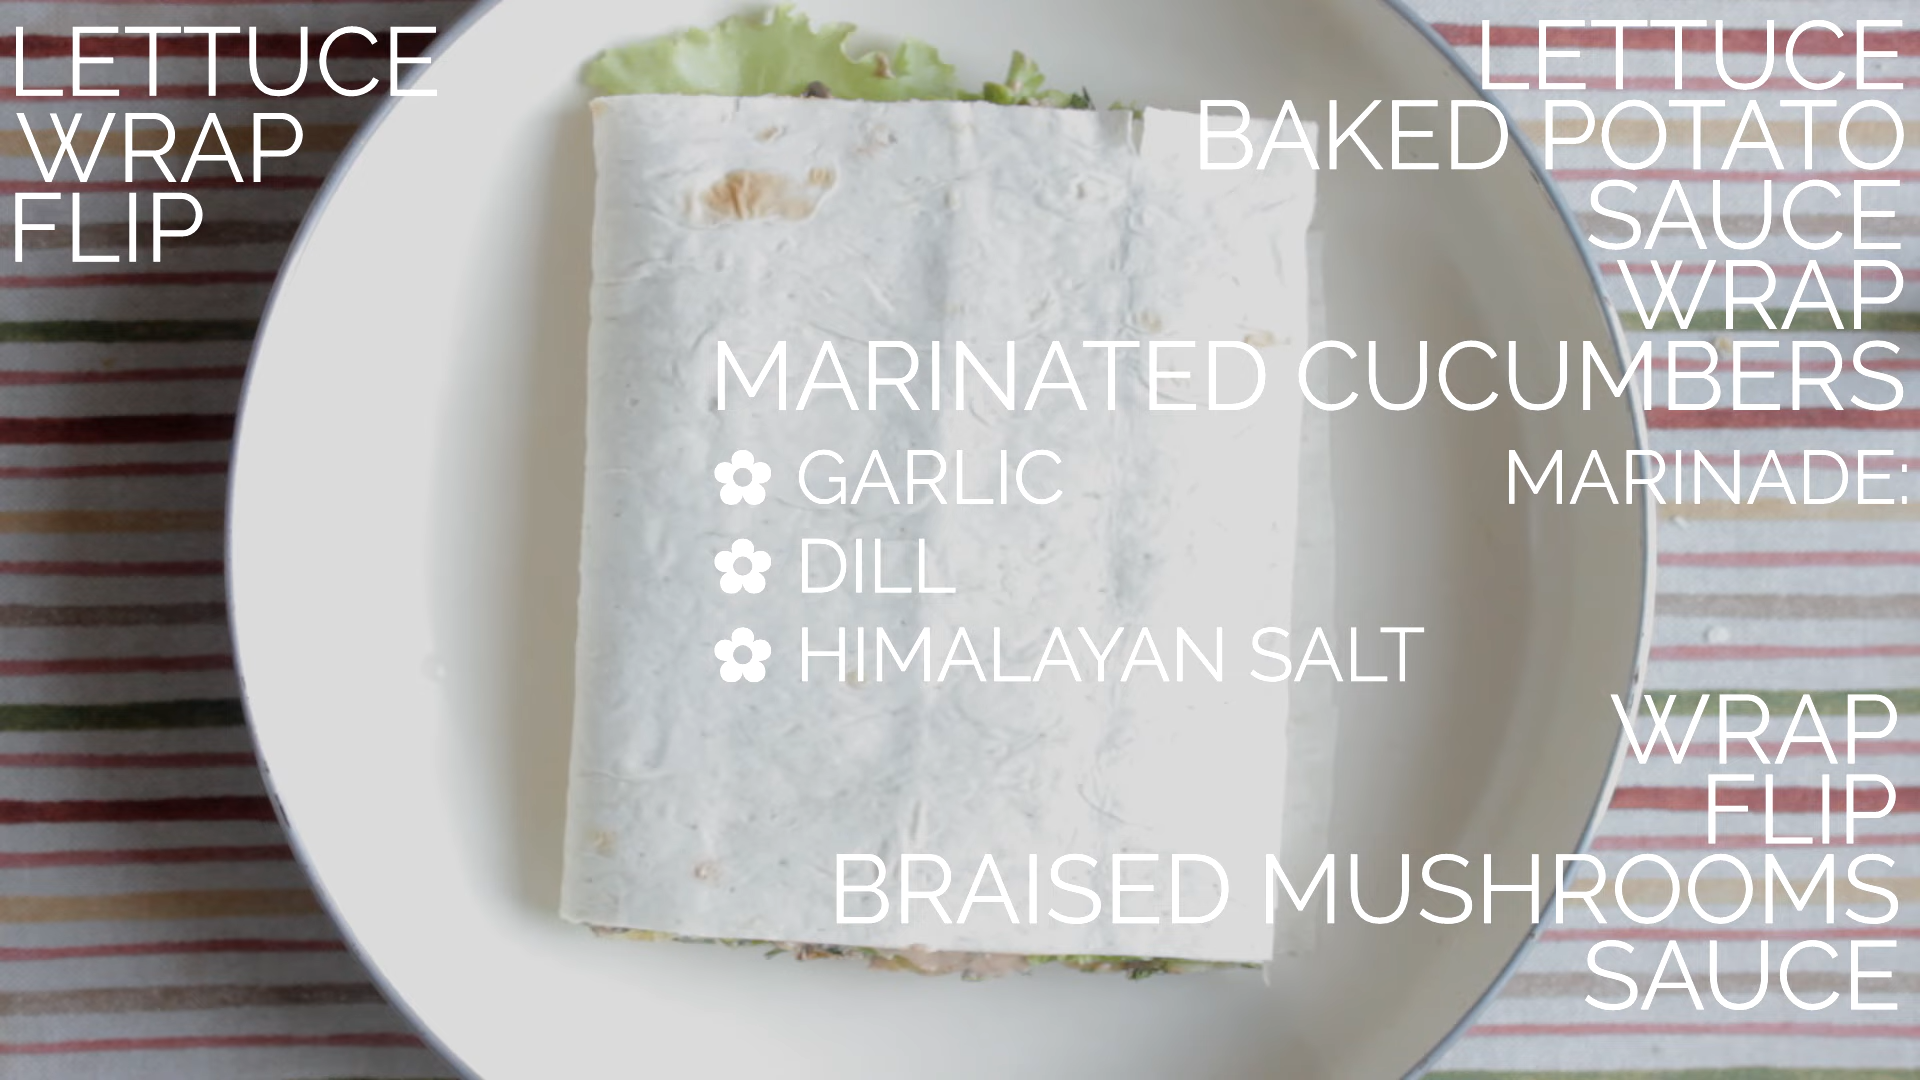 LETTUCE
WRAP
FLIP
LETTUCE
BAKED POTATO
SAUCE
WRAP
MARINATED CUCUMBERS
MARINADE:
✿ GARLIC
✿ DILL
✿ HIMALAYAN SALT
WRAP
FLIP
BRAISED MUSHROOMS
SAUCE